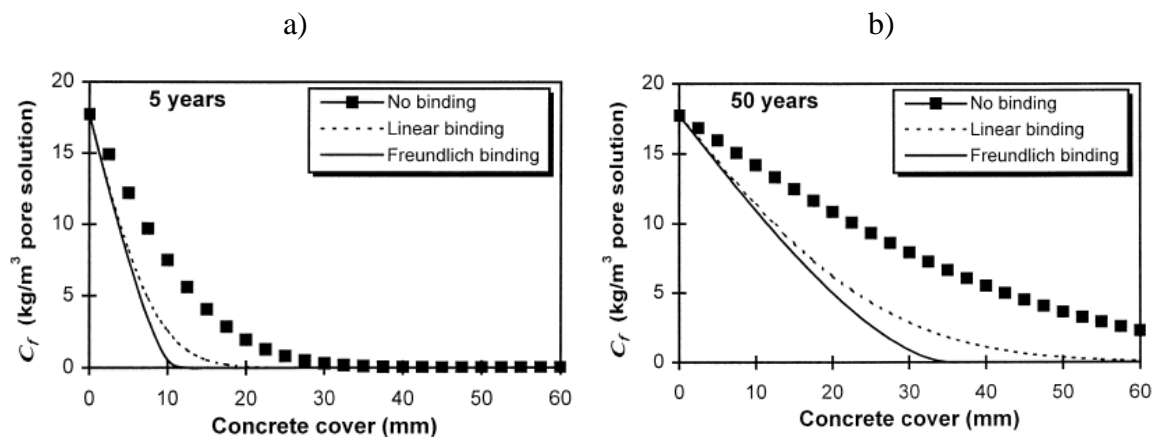 a)
b)
5 years
No binding
Linear binding
Freundlich binding
C_f (kg/m³ pore solution)
20
15
10
5
0
0 10 20 30 40 50 60
Concrete cover (mm)
50 years
No binding
Linear binding
Freundlich binding
C_f (kg/m³ pore solution)
20
15
10
5
0
0 10 20 30 40 50 60
Concrete cover (mm)